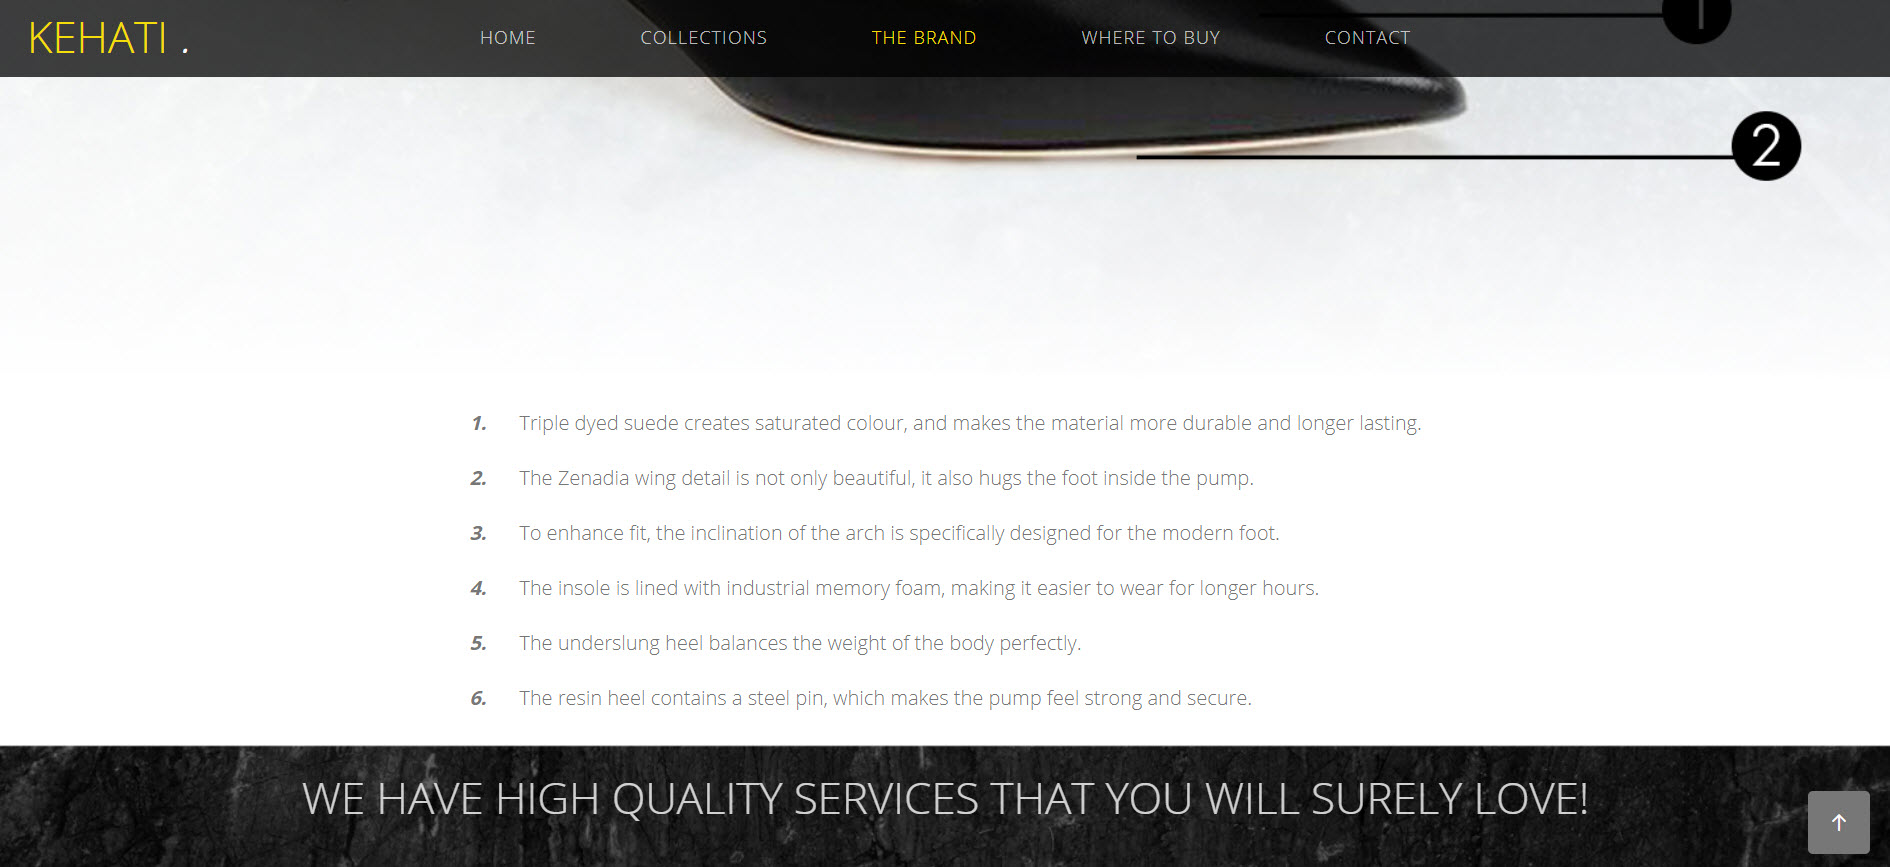 KEHATI .
HOME COLLECTIONS THE BRAND WHERE TO BUY CONTACT
1
2
1. Triple dyed suede creates saturated colour, and makes the material more durable and longer lasting.
2. The Zenadia wing detail is not only beautiful, it also hugs the foot inside the pump.
3. To enhance fit, the inclination of the arch is specifically designed for the modern foot.
4. The insole is lined with industrial memory foam, making it easier to wear for longer hours.
5. The underslung heel balances the weight of the body perfectly.
6. The resin heel contains a steel pin, which makes the pump feel strong and secure.
WE HAVE HIGH QUALITY SERVICES THAT YOU WILL SURELY LOVE!